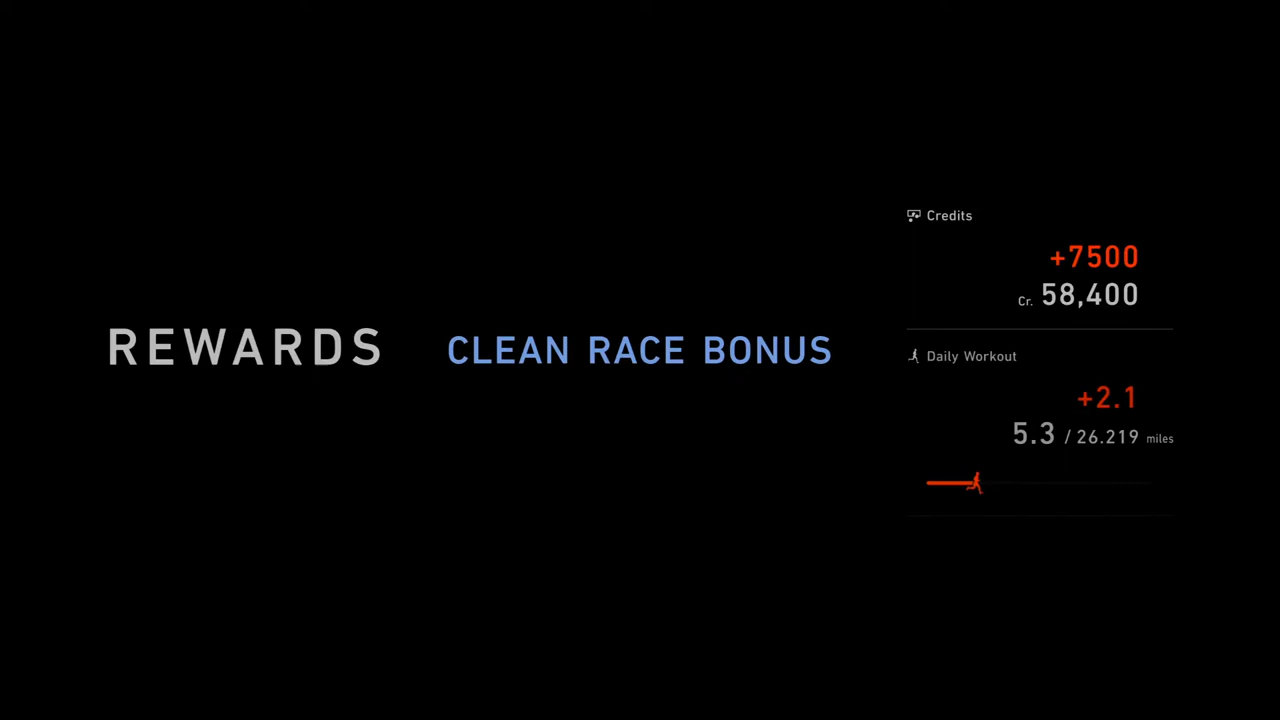 REWARDS
CLEAN RACE BONUS
Credits
+7500
Cr. 58,400
Daily Workout
+2.1
5.3 / 26.219 miles